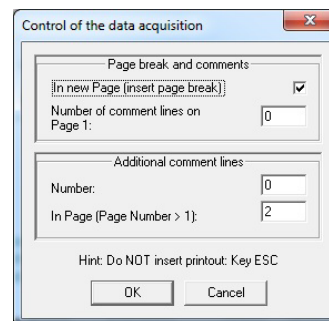 Control of the data acquisition
Page break and comments
In new Page (insert page break)
Number of comment lines on
Page 1:
0
Additional comment lines
Number:
0
In Page (Page Number > 1):
2
Hint: Do NOT insert printout: Key ESC
OK
Cancel